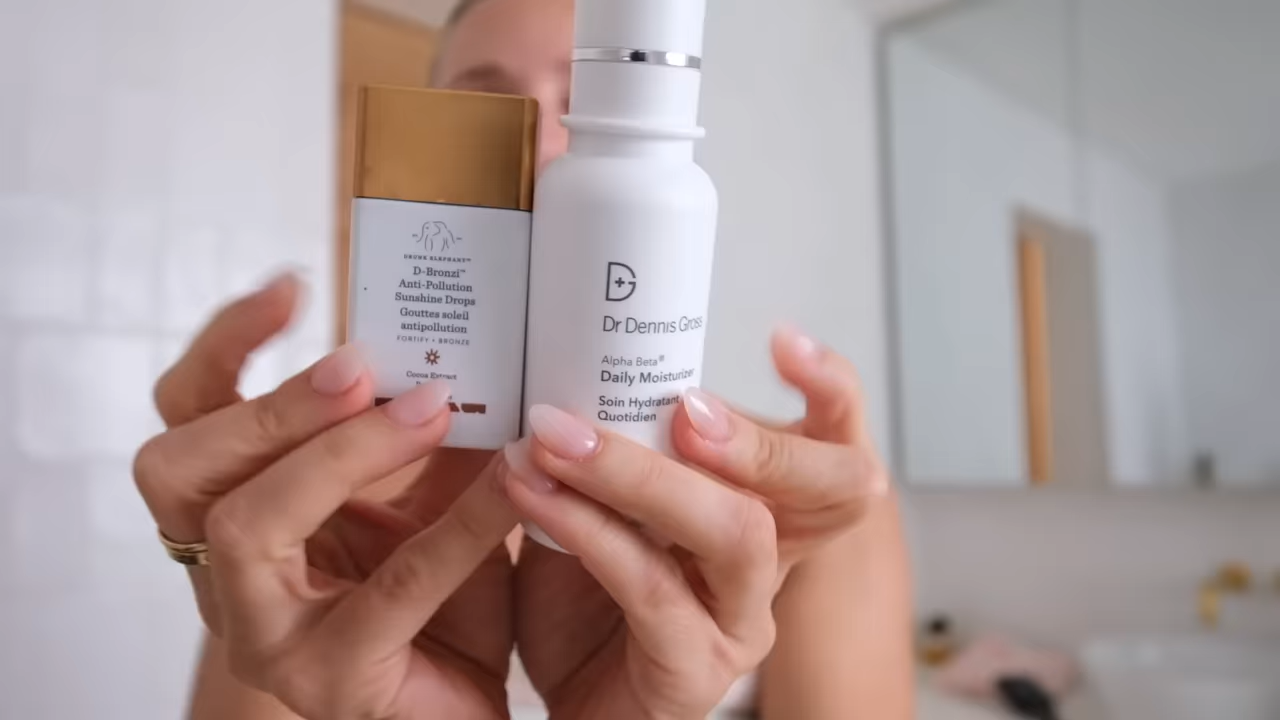 DRUNK ELEPHANT™
D-Bronzi™
Anti-Pollution
Sunshine Drops
Gouttes soleil
antipollution
FORTIFY + BRONZE
Cocoa Extract
Dr Dennis Gross
Alpha Beta®
Daily Moisturizer
Soin Hydratant
Quotidien